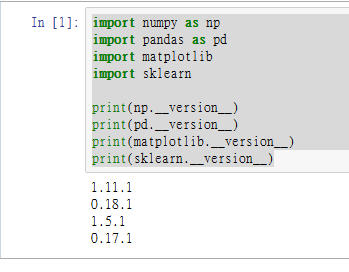 In [1]:
import numpy as np
import pandas as pd
import matplotlib
import sklearn
print(np.__version__)
print(pd.__version__)
print(matplotlib.__version__)
print(sklearn.__version__)
1.11.1
0.18.1
1.5.1
0.17.1